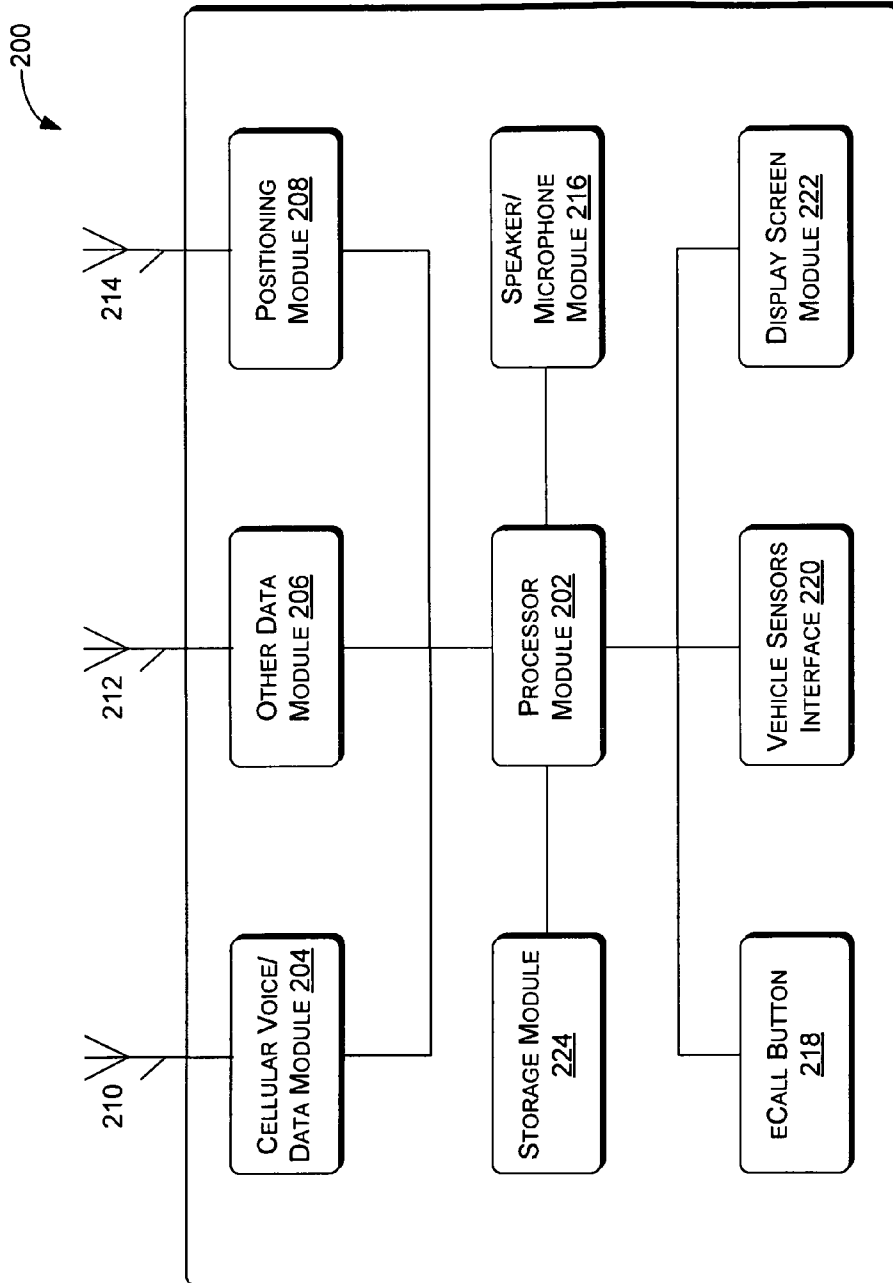 200
210
212
214
CELLULAR VOICE/
DATA MODULE 204
OTHER DATA
MODULE 206
POSITIONING
MODULE 208
STORAGE MODULE
224
PROCESSOR
MODULE 202
SPEAKER/
MICROPHONE
MODULE 216
eCALL BUTTON
218
VEHICLE SENSORS
INTERFACE 220
DISPLAY SCREEN
MODULE 222